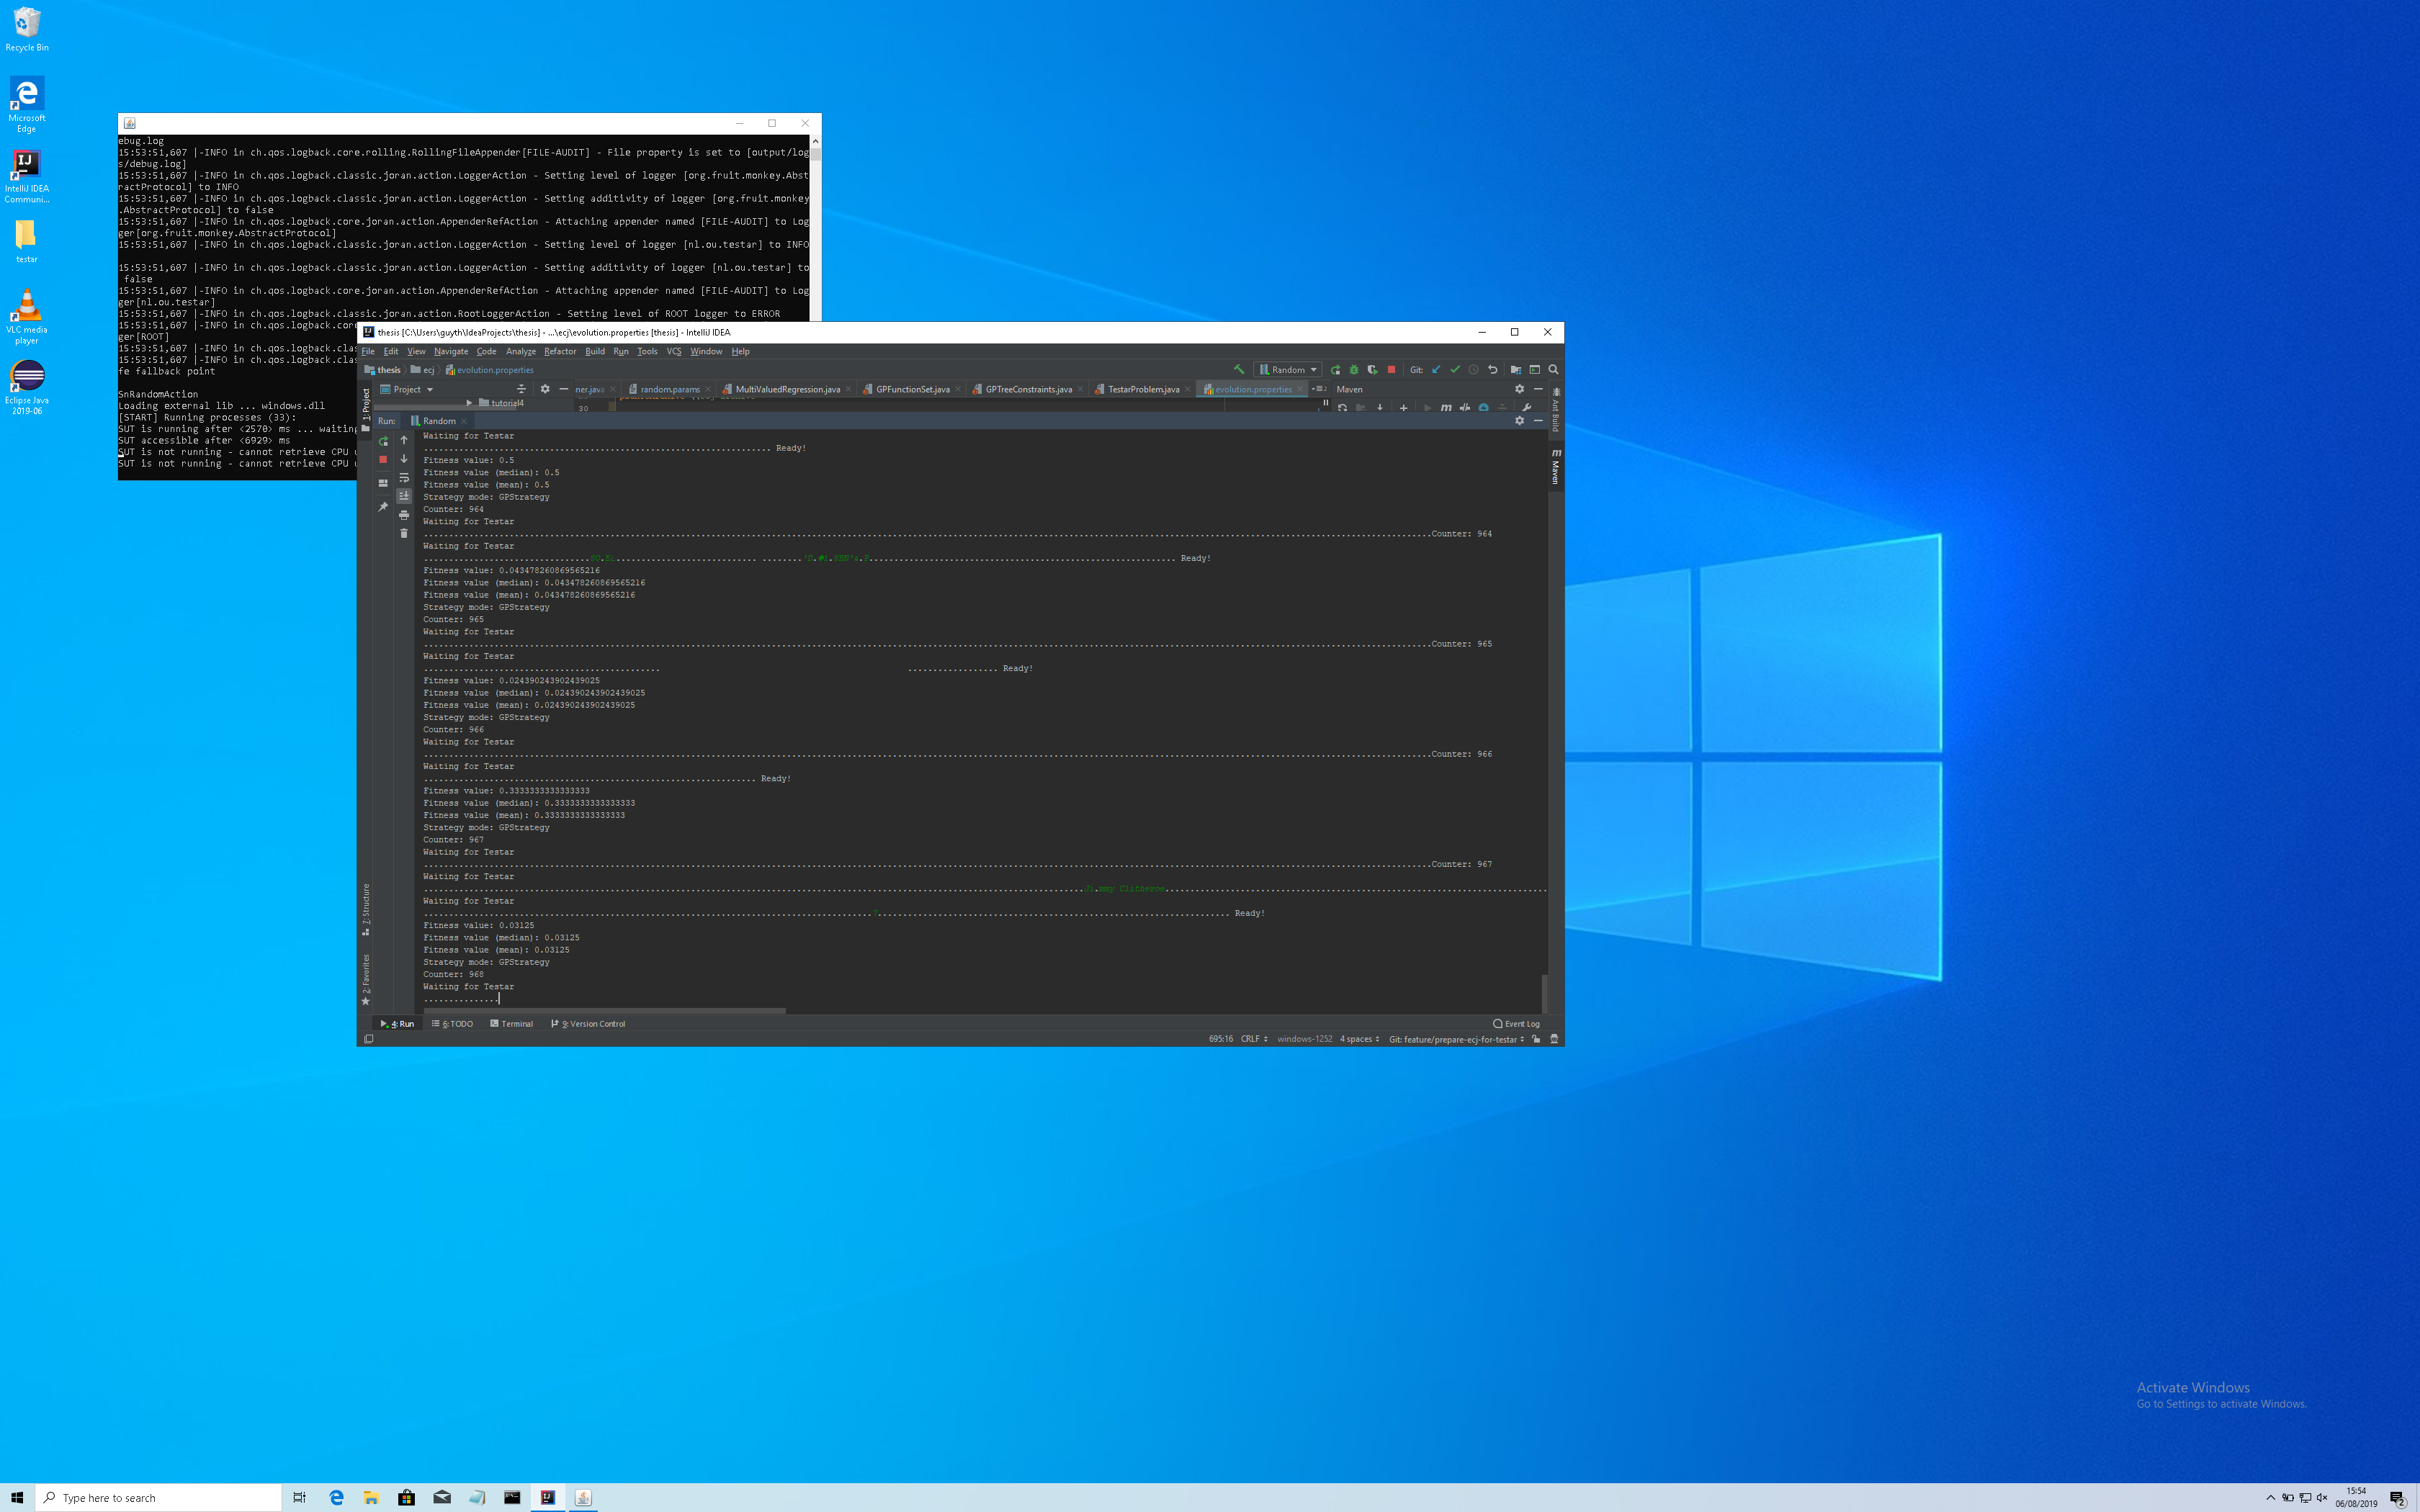 Recycle Bin
Microsoft
Edge
IntelliJ IDEA
Communi...
testar
VLC media
player
Eclipse Java
2019-06
ebug.log
15:53:51,607 |-INFO in ch.qos.logback.core.rolling.RollingFileAppender[FILE-AUDIT] - File property is set to [output/log
s/debug.log]
15:53:51,607 |-INFO in ch.qos.logback.classic.joran.action.LoggerAction - Setting level of logger [org.fruit.monkey.Abst
ractProtocol] to INFO
15:53:51,607 |-INFO in ch.qos.logback.classic.joran.action.LoggerAction - Setting additivity of logger [org.fruit.monkey
.AbstractProtocol] to false
15:53:51,607 |-INFO in ch.qos.logback.core.joran.action.AppenderRefAction - Attaching appender named [FILE-AUDIT] to Log
ger[org.fruit.monkey.AbstractProtocol]
15:53:51,607 |-INFO in ch.qos.logback.classic.joran.action.LoggerAction - Setting level of logger [nl.ou.testar] to INFO
15:53:51,607 |-INFO in ch.qos.logback.classic.joran.action.LoggerAction - Setting additivity of logger [nl.ou.testar] to
false
15:53:51,607 |-INFO in ch.qos.logback.core.joran.action.AppenderRefAction - Attaching appender named [FILE-AUDIT] to Log
ger[nl.ou.testar]
15:53:51,607 |-INFO in ch.qos.logback.classic.joran.action.RootLoggerAction - Setting level of ROOT logger to ERROR
15:53:51,607 |-INFO in ch.qos.logback.core
ger[ROOT]
15:53:51,607 |-INFO in ch.qos.logback.clas
15:53:51,607 |-INFO in ch.qos.logback.clas
fe fallback point
SnRandomAction
Loading external lib ... windows.dll
[START] Running processes (33):
SUT is running after <2570> ms ... waiting
SUT accessible after <6929> ms
SUT is not running - cannot retrieve CPU u
SUT is not running - cannot retrieve CPU u
thesis [C:\Users\guyth\IdeaProjects\thesis] - ...\ecj\evolution.properties [thesis] - IntelliJ IDEA
File Edit View Navigate Code Analyze Refactor Build Run Tools VCS Window Help
thesis ecj evolution.properties Random Git:
Project ner.java random.params MultiValuedRegression.java GPFunctionSet.java GPTreeConstraints.java TestarProblem.java evolution.properties Maven
tutorial4 30
Run: Random
1: Project
Ant Build
Maven
Waiting for Testar
..................................................................... Ready!
Fitness value: 0.5
Fitness value (median): 0.5
Fitness value (mean): 0.5
Strategy mode: GPStrategy
Counter: 964
Waiting for Testar
........................................................................................................................................................................................................Counter: 964
Waiting for Testar
Ready!
Fitness value: 0.043478260869565216
Fitness value (median): 0.043478260869565216
Fitness value (mean): 0.043478260869565216
Strategy mode: GPStrategy
Counter: 965
Waiting for Testar
........................................................................................................................................................................................................Counter: 965
Waiting for Testar
............................................... .................. Ready!
Fitness value: 0.024390243902439025
Fitness value (median): 0.024390243902439025
Fitness value (mean): 0.024390243902439025
Strategy mode: GPStrategy
Counter: 966
Waiting for Testar
........................................................................................................................................................................................................Counter: 966
Waiting for Testar
.................................................................. Ready!
Fitness value: 0.3333333333333333
Fitness value (median): 0.3333333333333333
Fitness value (mean): 0.3333333333333333
Strategy mode: GPStrategy
Counter: 967
Waiting for Testar
........................................................................................................................................................................................................Counter: 967
Waiting for Testar
...................................................................................................................................Ji.mmy Clitheroe............................................................................
Waiting for Testar
Ready!
Fitness value: 0.03125
Fitness value (median): 0.03125
Fitness value (mean): 0.03125
Strategy mode: GPStrategy
Counter: 968
Waiting for Testar
...............
7: Structure
2: Favorites
4: Run 6: TODO Terminal 9: Version Control Event Log
695:16 CRLF windows-1252 4 spaces Git: feature/prepare-ecj-for-testar
Activate Windows
Go to Settings to activate Windows.
Type here to search
15:54
06/08/2019
2